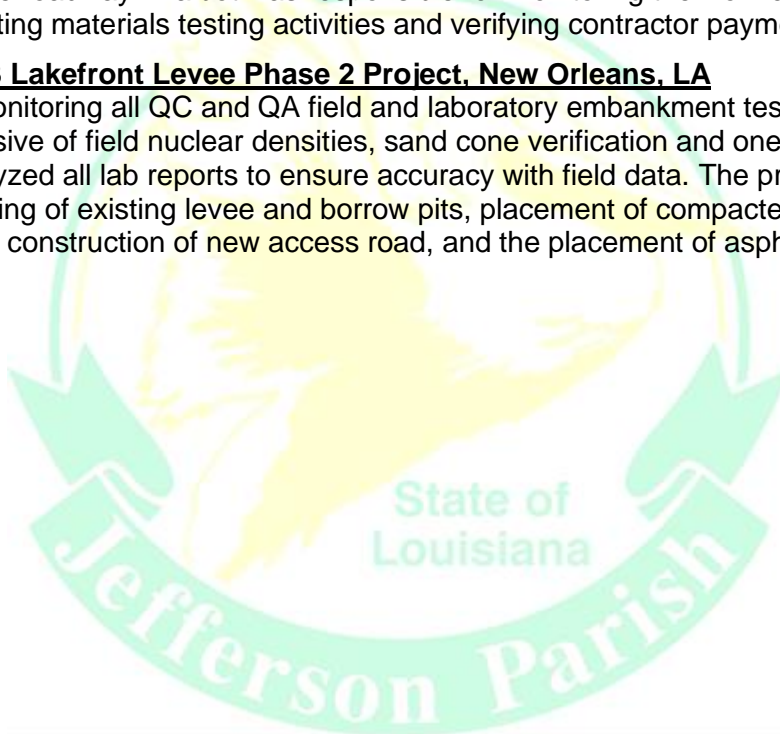 ting materials testing activities and verifying contractor paym
Lakefront Levee Phase 2 Project, New Orleans, LA
nitoring all QC and QA field and laboratory embankment tes
sive of field nuclear densities, sand cone verification and one
yzed all lab reports to ensure accuracy with field data. The pr
ing of existing levee and borrow pits, placement of compacte
construction of new access road, and the placement of asph
State of
Louisiana
Jefferson Parish